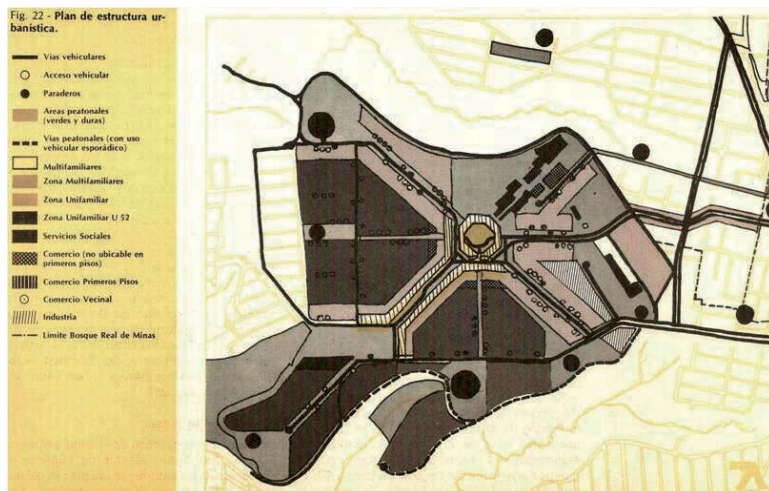 Fig. 22 - Plan de estructura ur-
banística.
Vías vehiculares
Acceso vehicular
Paraderos
Areas peatonales
(verdes y duras)
Vías peatonales (con uso
vehicular esporádico)
Multifamiliares
Zona Multifamiliares
Zona Unifamiliar
Zona Unifamiliar U 52
Servicios Sociales
Comercio (no ubicable en
primeros pisos)
Comercio Primeros Pisos
Comercio Vecinal
Industria
Límite Bosque Real de Minas